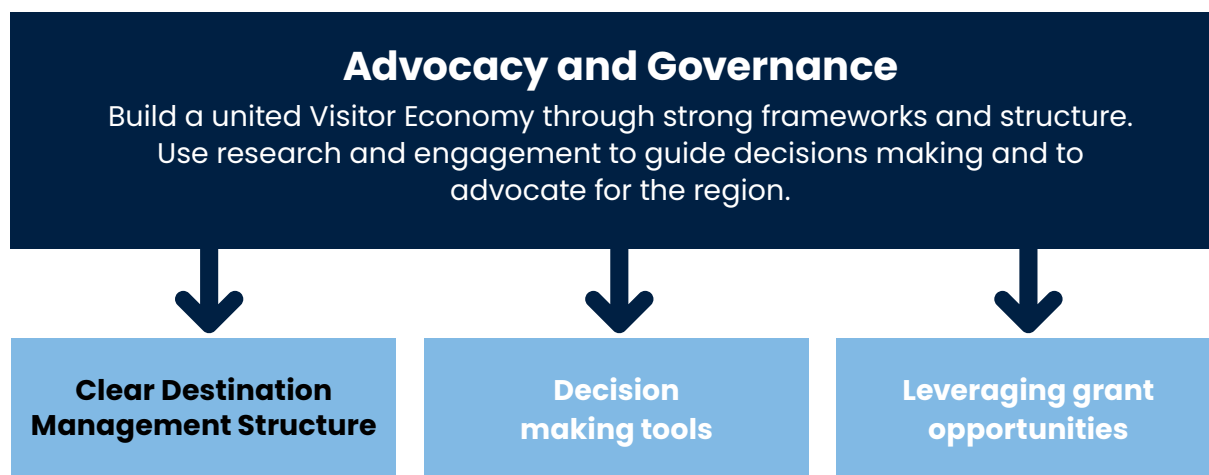 Advocacy and Governance
Build a united Visitor Economy through strong frameworks and structure.
Use research and engagement to guide decisions making and to
advocate for the region.
Clear Destination
Management Structure
Decision
making tools
Leveraging grant
opportunities